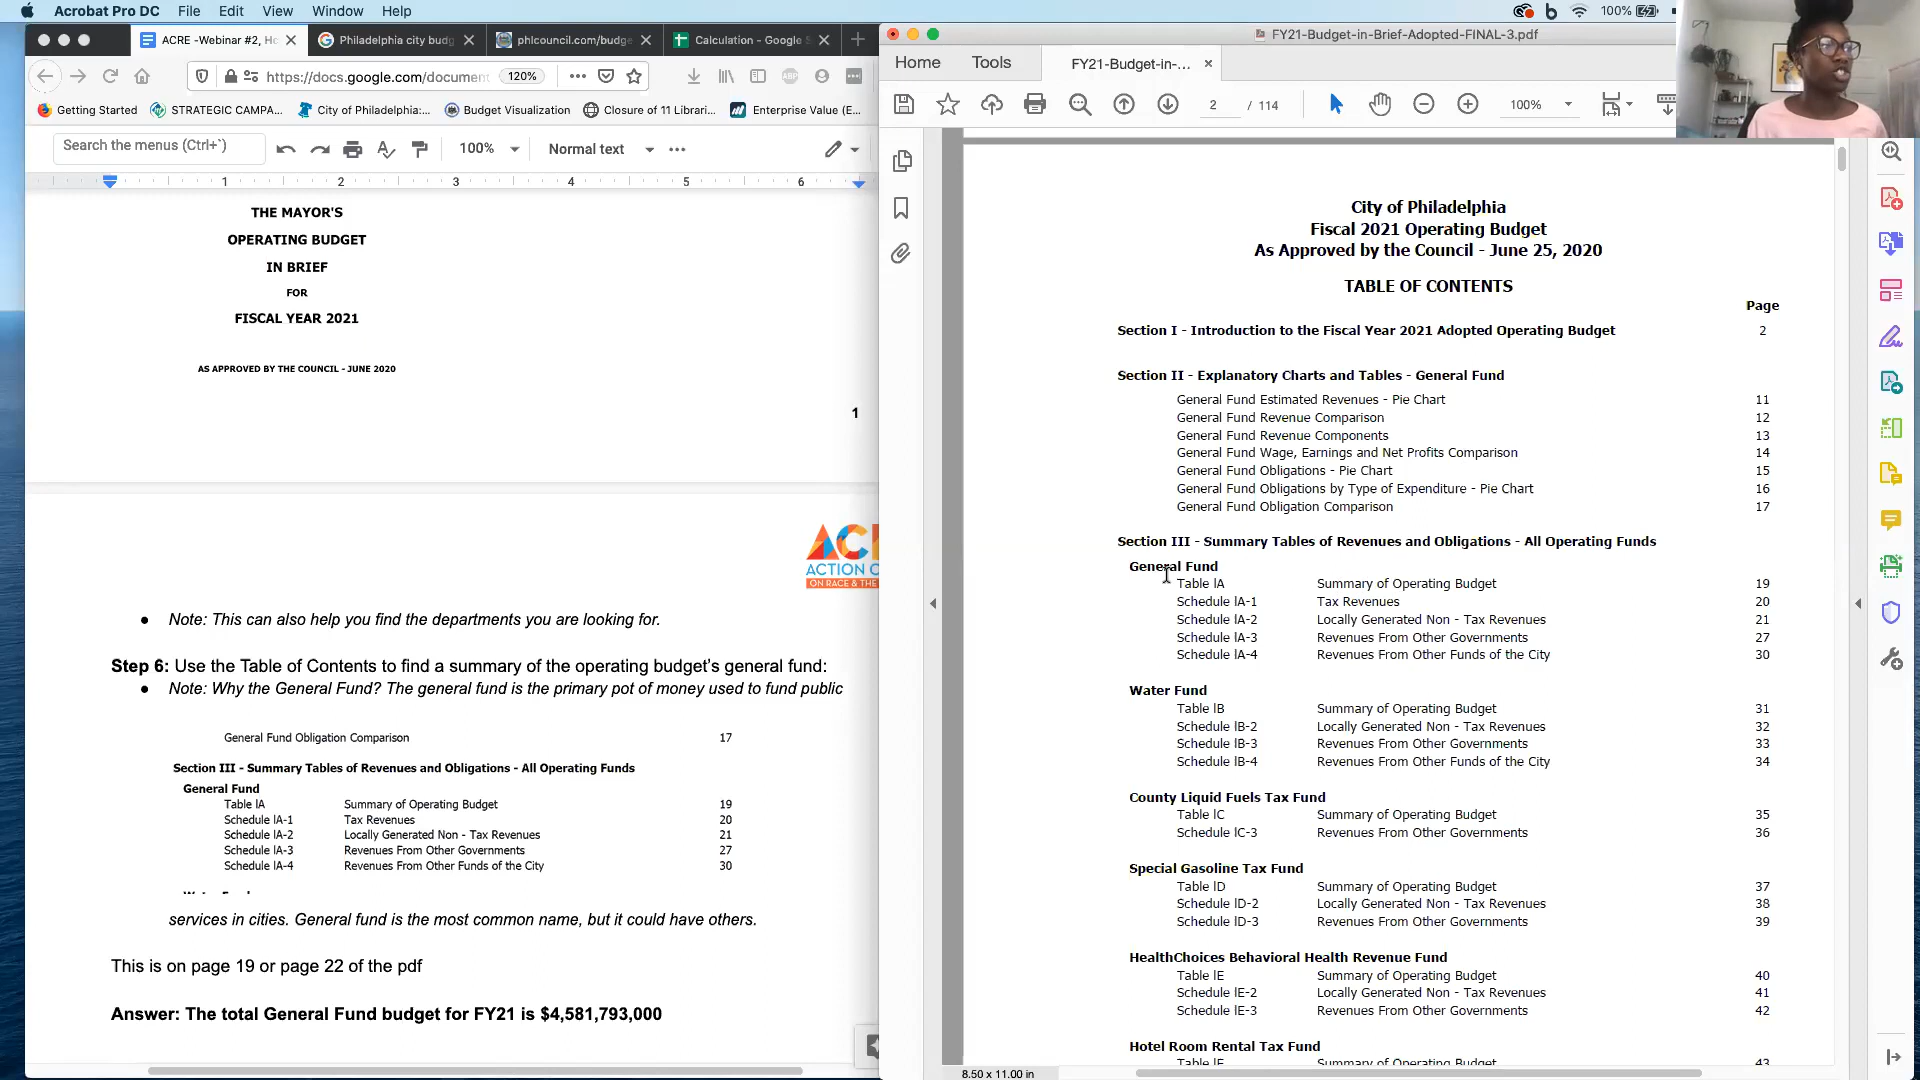 Acrobat Pro DC File Edit View Window Help 100%
ACRE -Webinar #2, Ho
Philadelphia city budg
phlcouncil.com/budge
Calculation - Google S
https://docs.google.com/document 120%
Getting Started STRATEGIC CAMPA... City of Philadelphia:... Budget Visualization Closure of 11 Librari... Enterprise Value (E...
Search the menus (Ctrl+`) 100% Normal text
1 2 3 4 5 6
THE MAYOR'S
OPERATING BUDGET
IN BRIEF
FOR
FISCAL YEAR 2021
AS APPROVED BY THE COUNCIL - JUNE 2020
1
ACR
ACTION C
ON RACE & THE
● Note: This can also help you find the departments you are looking for.
Step 6: Use the Table of Contents to find a summary of the operating budget's general fund:
● Note: Why the General Fund? The general fund is the primary pot of money used to fund public
General Fund Obligation Comparison 17
Section III - Summary Tables of Revenues and Obligations - All Operating Funds
General Fund
Table IA Summary of Operating Budget 19
Schedule IA-1 Tax Revenues 20
Schedule IA-2 Locally Generated Non - Tax Revenues 21
Schedule IA-3 Revenues From Other Governments 27
Schedule IA-4 Revenues From Other Funds of the City 30
services in cities. General fund is the most common name, but it could have others.
This is on page 19 or page 22 of the pdf
Answer: The total General Fund budget for FY21 is $4,581,793,000
FY21-Budget-in-Brief-Adopted-FINAL-3.pdf
Home Tools FY21-Budget-in-...
2 / 114 100%
City of Philadelphia
Fiscal 2021 Operating Budget
As Approved by the Council - June 25, 2020
TABLE OF CONTENTS
Page
Section I - Introduction to the Fiscal Year 2021 Adopted Operating Budget 2
Section II - Explanatory Charts and Tables - General Fund
General Fund Estimated Revenues - Pie Chart 11
General Fund Revenue Comparison 12
General Fund Revenue Components 13
General Fund Wage, Earnings and Net Profits Comparison 14
General Fund Obligations - Pie Chart 15
General Fund Obligations by Type of Expenditure - Pie Chart 16
General Fund Obligation Comparison 17
Section III - Summary Tables of Revenues and Obligations - All Operating Funds
General Fund
Table IA Summary of Operating Budget 19
Schedule IA-1 Tax Revenues 20
Schedule IA-2 Locally Generated Non - Tax Revenues 21
Schedule IA-3 Revenues From Other Governments 27
Schedule IA-4 Revenues From Other Funds of the City 30
Water Fund
Table IB Summary of Operating Budget 31
Schedule IB-2 Locally Generated Non - Tax Revenues 32
Schedule IB-3 Revenues From Other Governments 33
Schedule IB-4 Revenues From Other Funds of the City 34
County Liquid Fuels Tax Fund
Table IC Summary of Operating Budget 35
Schedule IC-3 Revenues From Other Governments 36
Special Gasoline Tax Fund
Table ID Summary of Operating Budget 37
Schedule ID-2 Locally Generated Non - Tax Revenues 38
Schedule ID-3 Revenues From Other Governments 39
HealthChoices Behavioral Health Revenue Fund
Table IE Summary of Operating Budget 40
Schedule IE-2 Locally Generated Non - Tax Revenues 41
Schedule IE-3 Revenues From Other Governments 42
Hotel Room Rental Tax Fund
Table IF Summary of Operating Budget 43
8.50 x 11.00 in